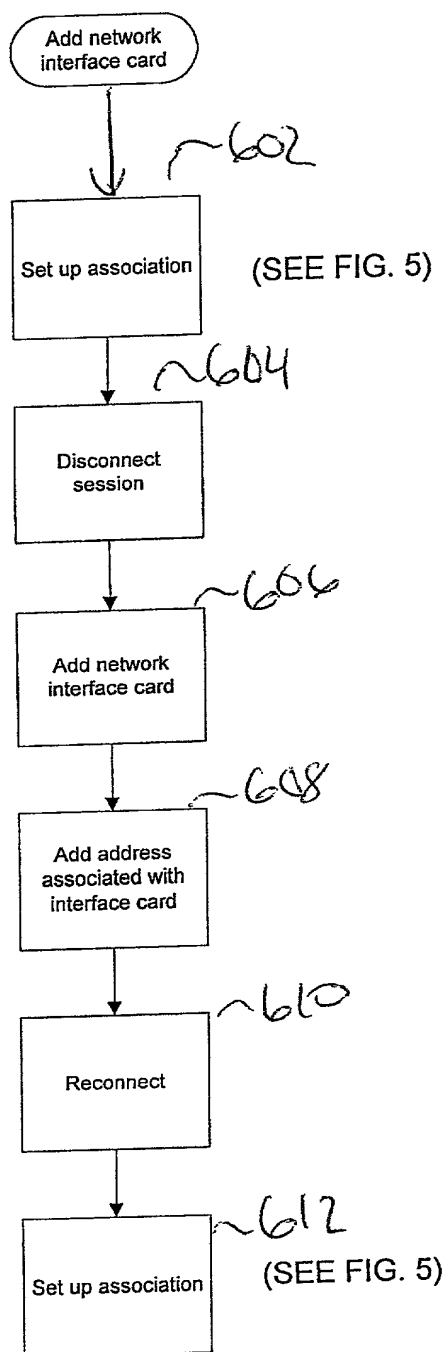 Add network
interface card
~602
Set up association
(SEE FIG. 5)
~604
Disconnect
session
~606
Add network
interface card
~608
Add address
associated with
interface card
~610
Reconnect
~612
Set up association
(SEE FIG. 5)